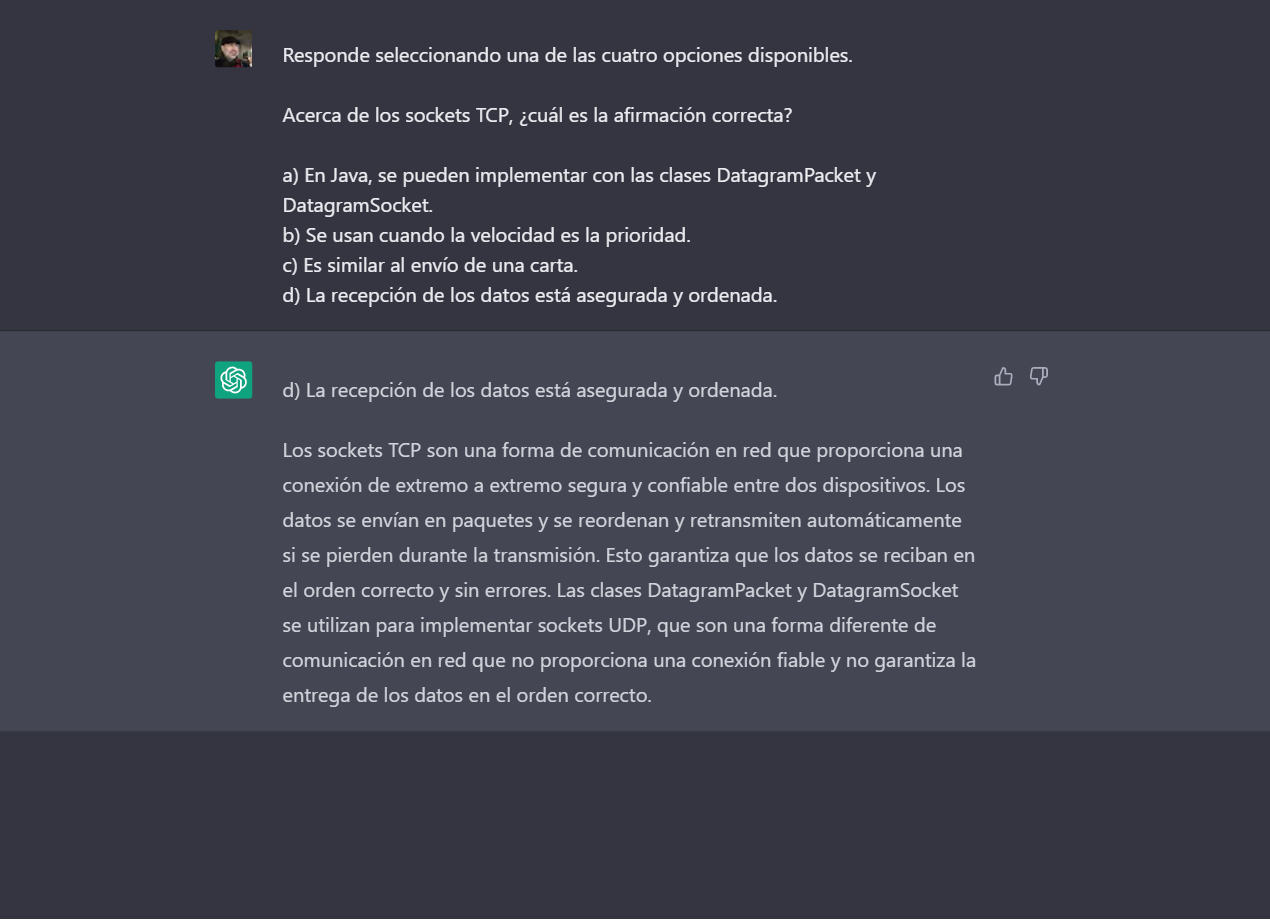 Responde seleccionando una de las cuatro opciones disponibles.
Acerca de los sockets TCP, ¿cuál es la afirmación correcta?
a) En Java, se pueden implementar con las clases DatagramPacket y
DatagramSocket.
b) Se usan cuando la velocidad es la prioridad.
c) Es similar al envío de una carta.
d) La recepción de los datos está asegurada y ordenada.
d) La recepción de los datos está asegurada y ordenada.
Los sockets TCP son una forma de comunicación en red que proporciona una
conexión de extremo a extremo segura y confiable entre dos dispositivos. Los
datos se envían en paquetes y se reordenan y retransmiten automáticamente
si se pierden durante la transmisión. Esto garantiza que los datos se reciban en
el orden correcto y sin errores. Las clases DatagramPacket y DatagramSocket
se utilizan para implementar sockets UDP, que son una forma diferente de
comunicación en red que no proporciona una conexión fiable y no garantiza la
entrega de los datos en el orden correcto.